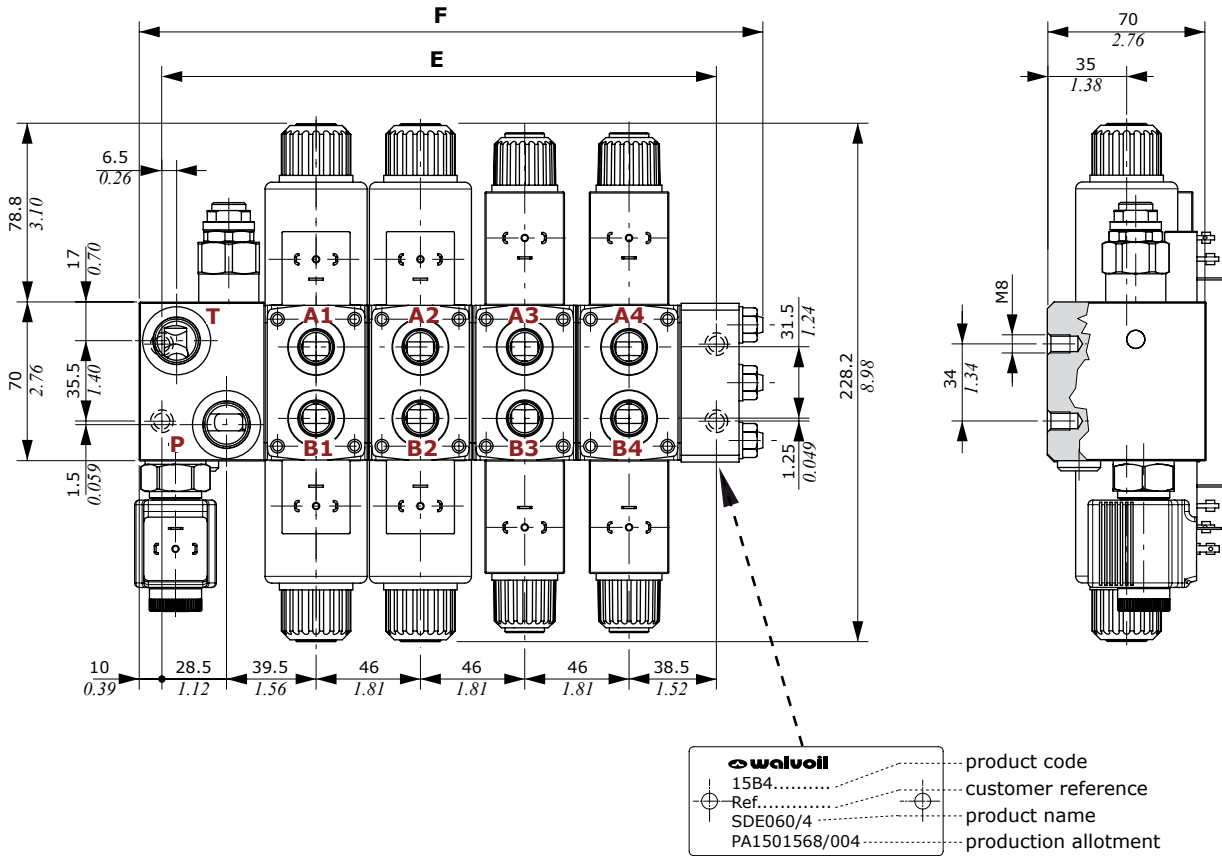 F
E
70
2.76
35
1.38
6.5
0.26
78.8
3.10
17
0.70
T
A1
A2
A3
A4
31.5
1.24
M8
70
2.76
35.5
1.40
228.2
8.98
34
1.34
P
B1
B2
B3
B4
1.5
0.059
1.25
0.049
10
0.39
28.5
1.12
39.5
1.56
46
1.81
46
1.81
46
1.81
38.5
1.52
walvoil
15B4.......... product code
Ref............. customer reference
SDE060/4 product name
PA1501568/004 production allotment